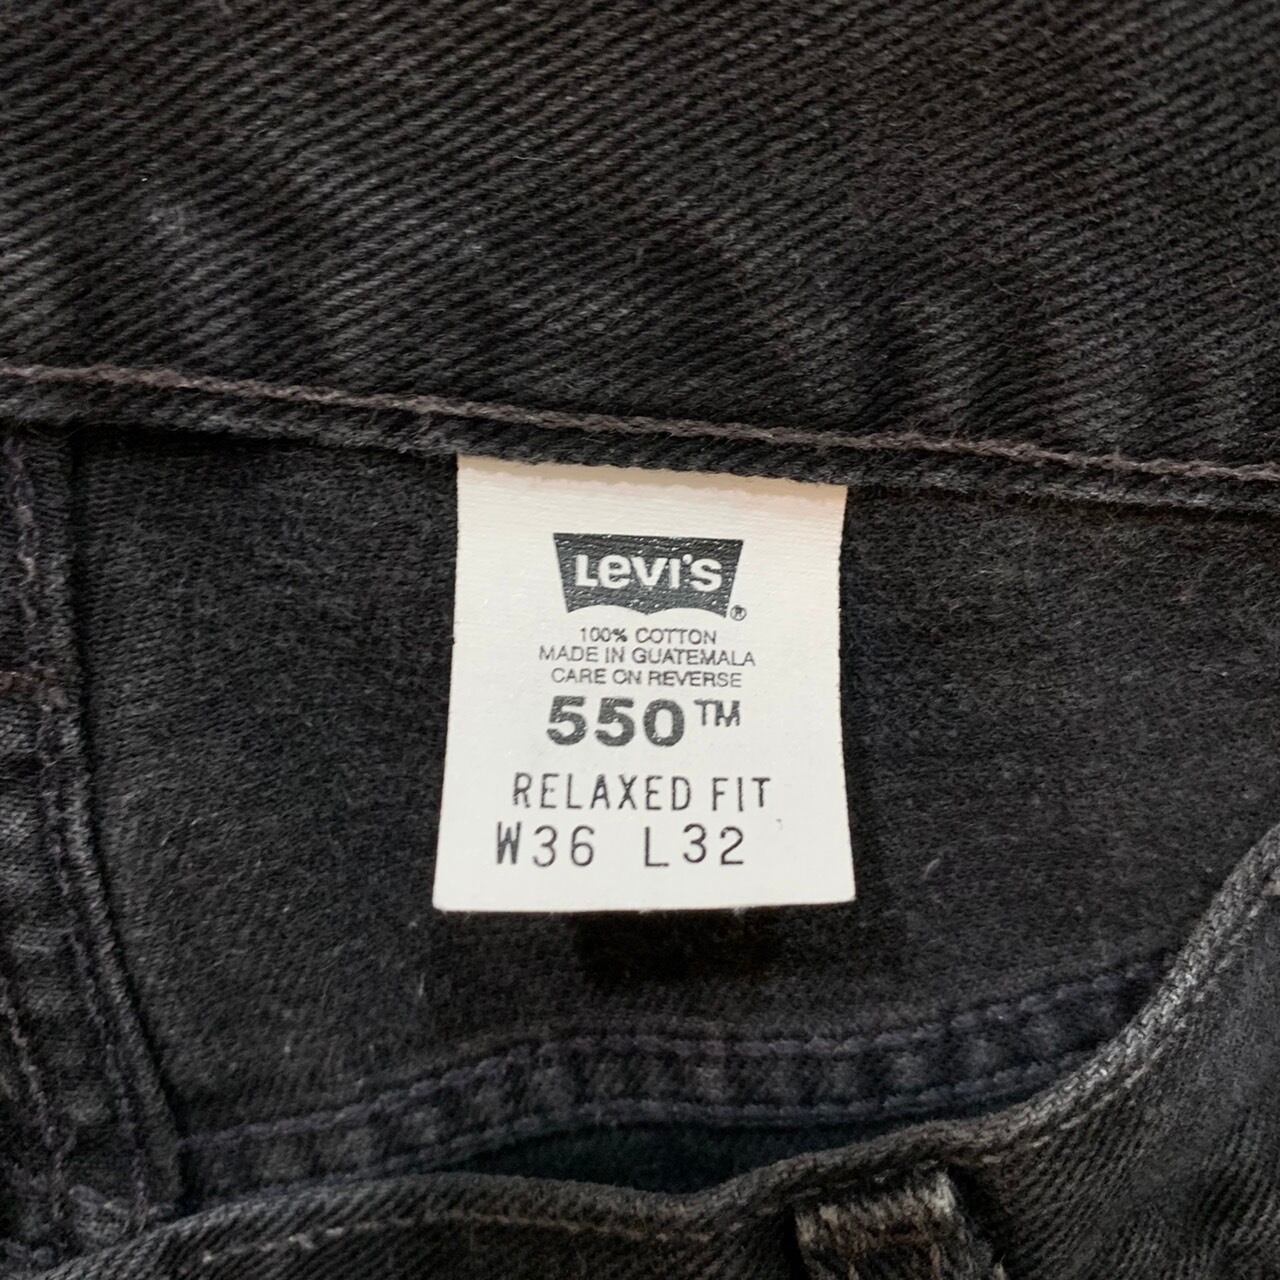 Levi's®
100% COTTON
MADE IN GUATEMALA
CARE ON REVERSE
550™
RELAXED FIT
W36 L32